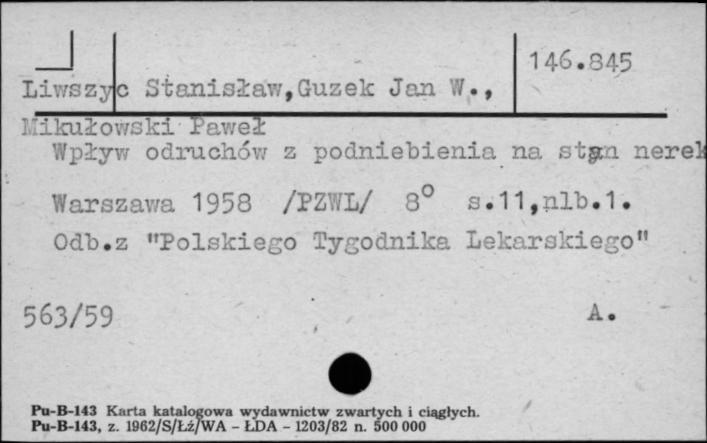 146.845
Liwszyc Stanisław,Guzek Jan W.,
Mikułowski Paweł
Wpływ odruchów z podniebienia na stan nerek
Warszawa 1958 /PZWL/ 8° s.11,nlb.1.
Odb.z "Polskiego Tygodnika Lekarskiego"
563/59 A.
Pu-B-143 Karta katalogowa wydawnictw zwartych i ciągłych.
Pu-B-143, z. 1962/S/Łź/WA - ŁDA - 1203/82 n. 500 000